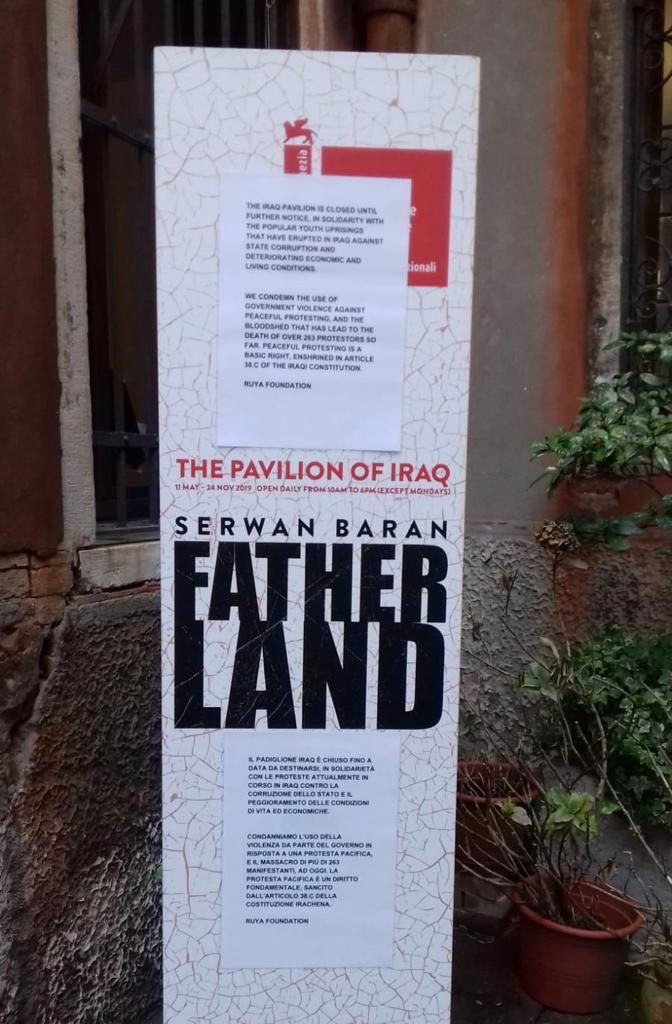 ezia
e
e
zionali
THE IRAQ PAVILION IS CLOSED UNTIL
FURTHER NOTICE, IN SOLIDARITY WITH
THE POPULAR YOUTH UPRISINGS
THAT HAVE ERUPTED IN IRAQ AGAINST
STATE CORRUPTION AND
DETERIORATING ECONOMIC AND
LIVING CONDITIONS.
WE CONDEMN THE USE OF
GOVERNMENT VIOLENCE AGAINST
PEACEFUL PROTESTING, AND THE
BLOODSHED THAT HAS LEAD TO THE
DEATH OF OVER 263 PROTESTORS SO
FAR. PEACEFUL PROTESTING IS A
BASIC RIGHT, ENSHRINED IN ARTICLE
38.C OF THE IRAQI CONSTITUTION.
RUYA FOUNDATION
THE PAVILION OF IRAQ
11 MAY - 24 NOV 2019 OPEN DAILY FROM 10AM TO 6PM (EXCEPT MONDAYS)
SERWAN BARAN
FATHER
LAND
IL PADIGLIONE IRAQ È CHIUSO FINO A
DATA DA DESTINARSI, IN SOLIDARIETÀ
CON LE PROTESTE ATTUALMENTE IN
CORSO IN IRAQ CONTRO LA
CORRUZIONE DELLO STATO E IL
PEGGIORAMENTO DELLE CONDIZIONI
DI VITA ED ECONOMICHE.
CONDANNIAMO L'USO DELLA
VIOLENZA DA PARTE DEL GOVERNO IN
RISPOSTA A UNA PROTESTA PACIFICA,
E IL MASSACRO DI PIÙ DI 263
MANIFESTANTI, AD OGGI. LA
PROTESTA PACIFICA È UN DIRITTO
FONDAMENTALE, SANCITO
DALL'ARTICOLO 38.C DELLA
COSTITUZIONE IRACHENA.
RUYA FOUNDATION